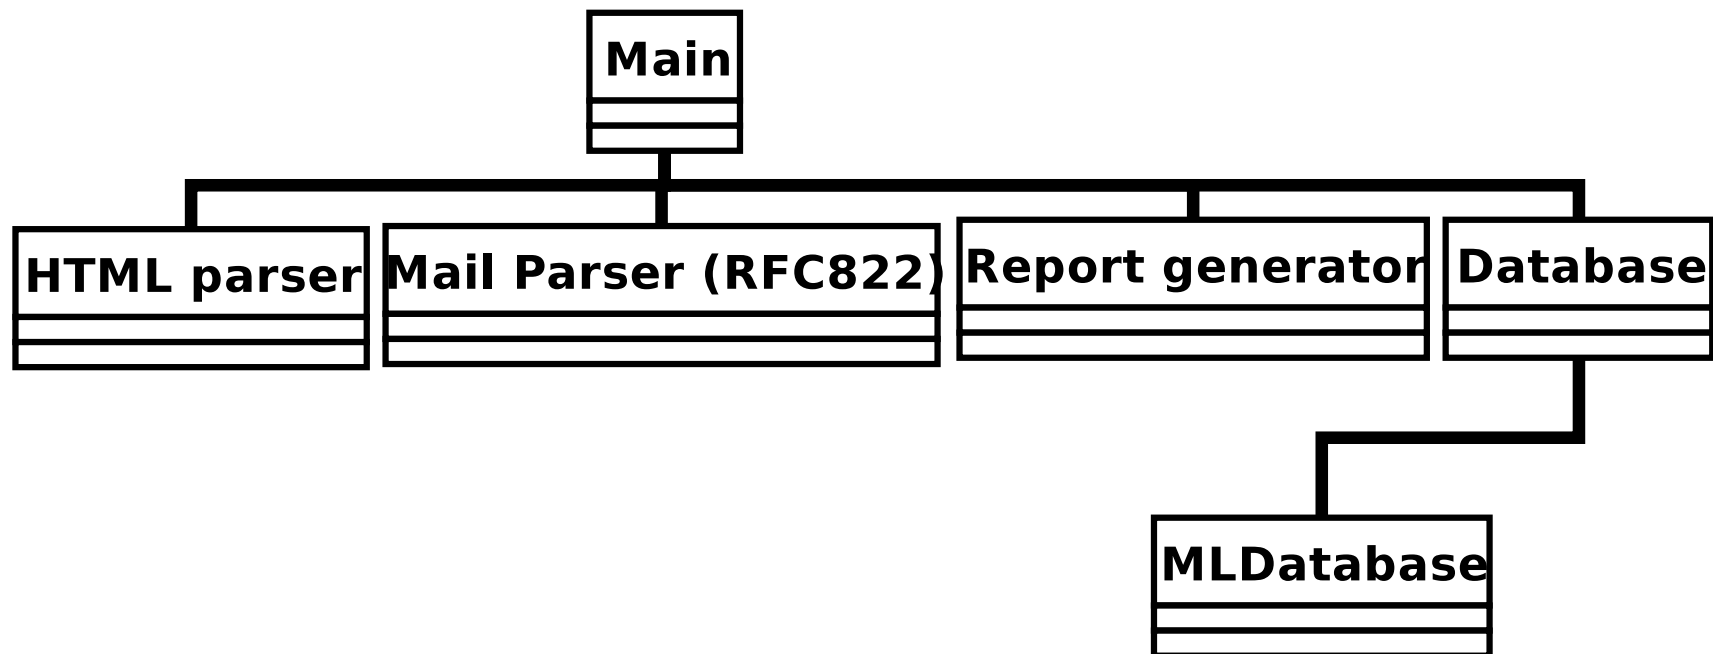 Main
HTML parser
Mail Parser (RFC822)
Report generator
Database
MLDatabase